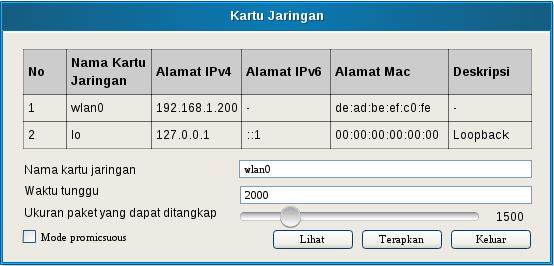 Kartu Jaringan
No Nama Kartu Jaringan Alamat IPv4 Alamat IPv6 Alamat Mac Deskripsi
1 wlan0 192.168.1.200 - de:ad:be:ef:c0:fe -
2 lo 127.0.0.1 ::1 00:00:00:00:00:00 Loopback
Nama kartu jaringan wlan0
Waktu tunggu 2000
Ukuran paket yang dapat ditangkap 1500
Mode promicsuous Lihat Terapkan Keluar